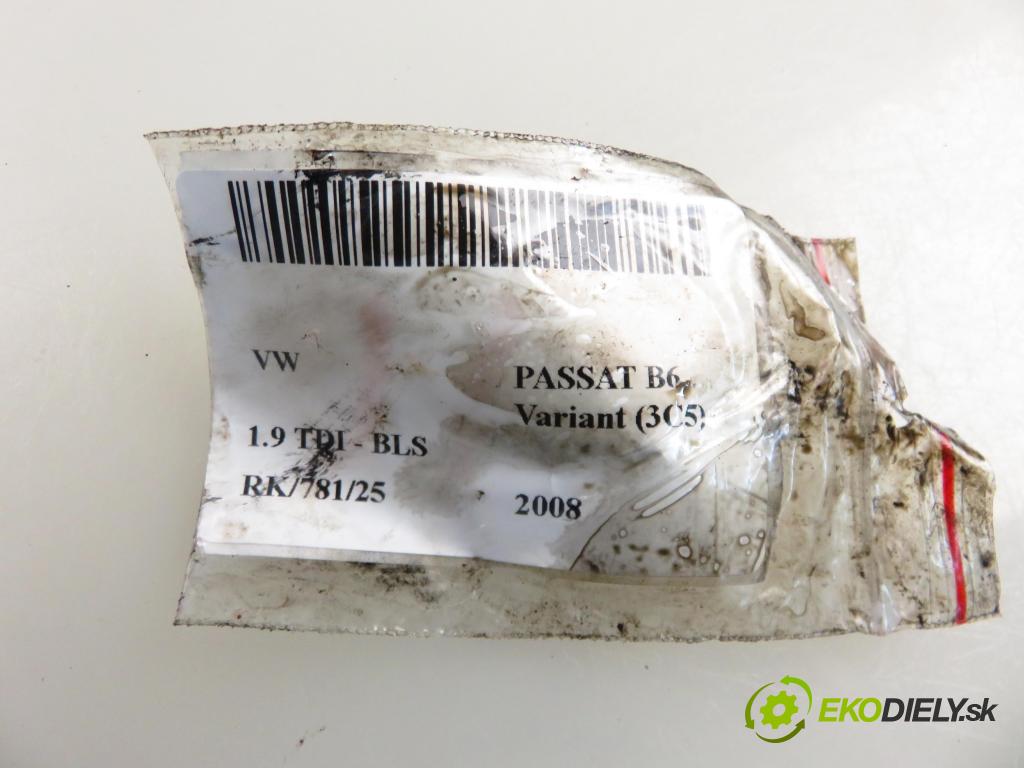 VW
PASSAT B6
Variant (3C5)
1.9 TDI - BLS
RK/781/25
2008
EKODIELY.sk